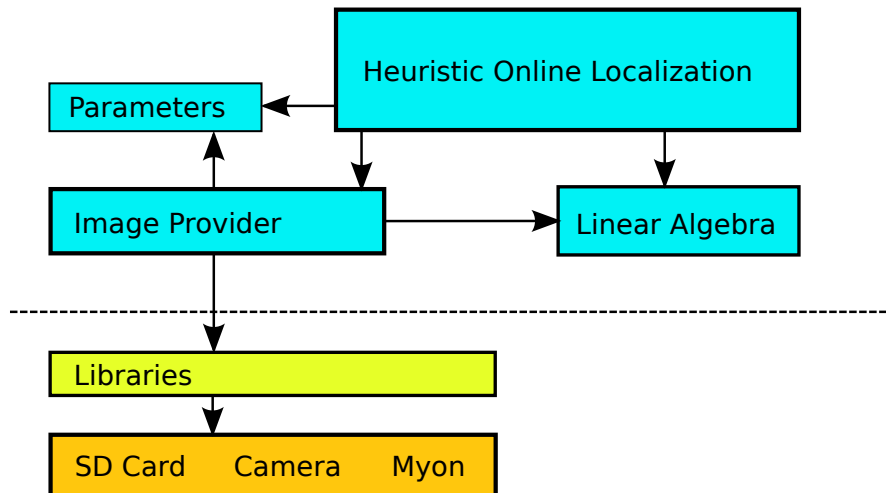 Heuristic Online Localization
Parameters
Image Provider
Linear Algebra
Libraries
SD Card Camera Myon